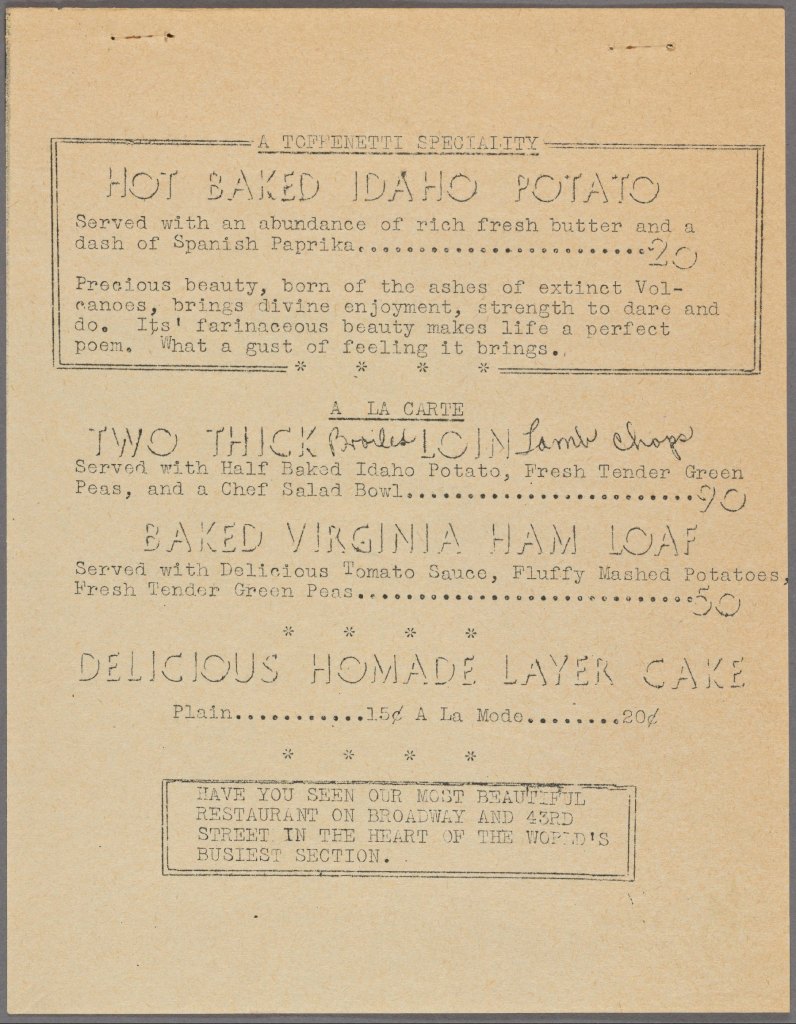 A TOFFENETTI SPECIALITY
HOT BAKED IDAHO POTATO
Served with an abundance of rich fresh butter and a
dash of Spanish Paprika..............................20
Precious beauty, born of the ashes of extinct Vol-
canoes, brings divine enjoyment, strength to dare and
do.  Its' farinaceous beauty makes life a perfect
poem.  What a gust of feeling it brings.
* * * *
A LA CARTE
TWO THICK Broiled LOIN Lamb Chops
Served with Half Baked Idaho Potato, Fresh Tender Green
Peas, and a Chef Salad Bowl.........................90
BAKED VIRGINIA HAM LOAF
Served with Delicious Tomato Sauce, Fluffy Mashed Potatoes,
Fresh Tender Green Peas.............................50
* * * *
DELICIOUS HOMADE LAYER CAKE
Plain...........15¢ A La Mode........20¢
* * * *
HAVE YOU SEEN OUR MOST BEAUTIFUL
RESTAURANT ON BROADWAY AND 43RD
STREET IN THE HEART OF THE WORLD'S
BUSIEST SECTION.